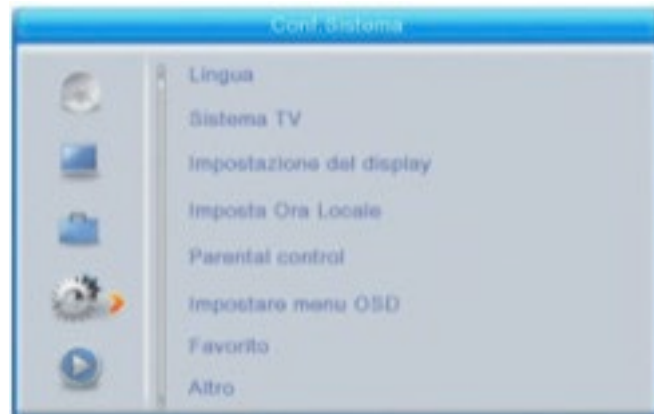 Conf.Sistema
Lingua
Sistema TV
Impostazione del display
Imposta Ora Locale
Parental control
Impostare menu OSD
Favorito
Altro